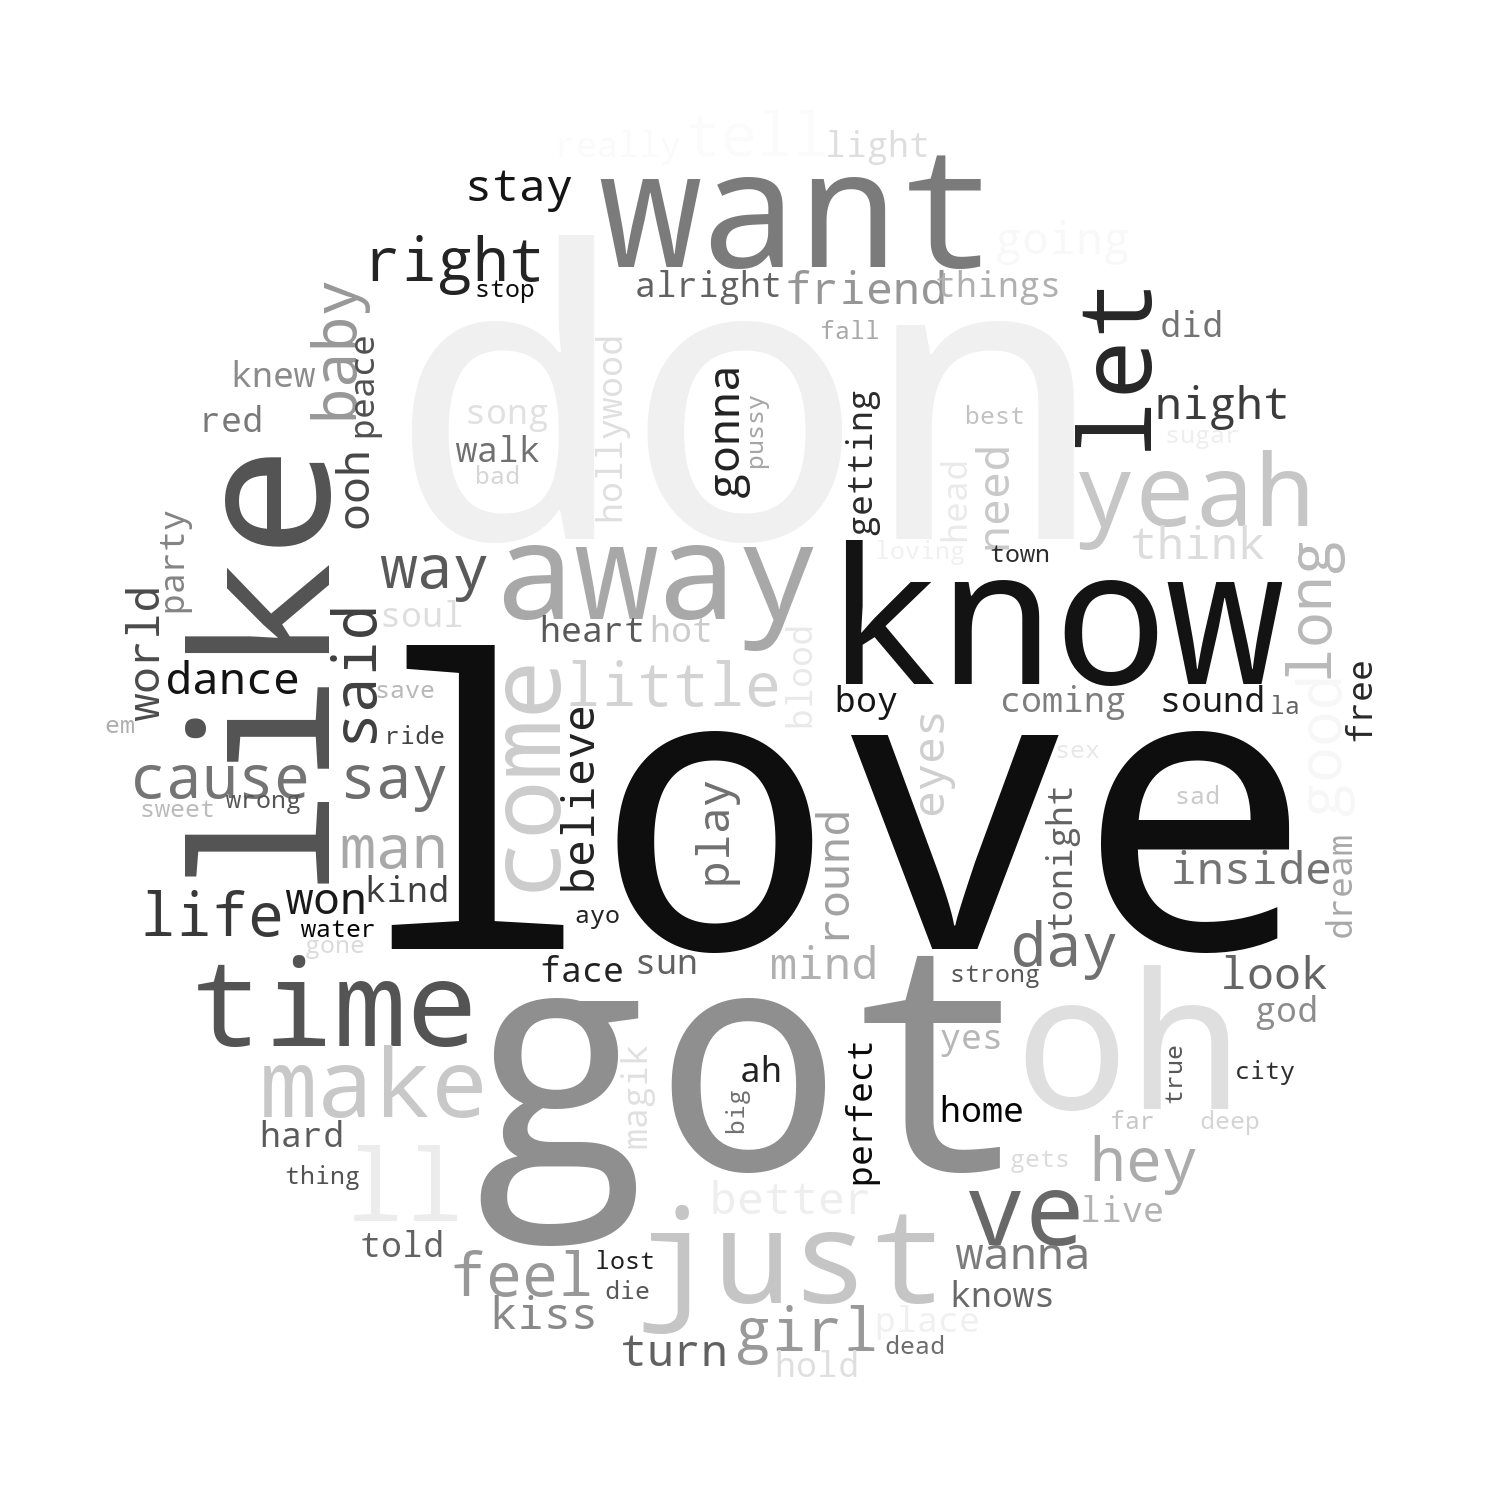 really
tell
light
stay
want
right
going
stop
alright
friend
things
don
let
did
fall
baby
peace
knew
hollywood
gonna
pussy
night
red
song
walk
bad
getting
best
sugar
head
need
yeah
ooh
like
party
way
away
know
loving
town
think
long
world
said
soul
heart
hot
blood
dance
save
come
little
boy
coming
sound
la
free
good
em
ride
love
believe
eyes
sex
cause
say
sweet
wrong
play
tonight
sad
man
round
inside
dream
life
won
kind
water
gone
ayo
day
time
face
sun
mind
strong
look
got
oh
god
yes
make
magik
ah
big
perfect
home
true
city
hard
far
deep
thing
ll
gets
hey
better
ve
live
told
just
wanna
feel
lost
die
knows
kiss
turn
girl
place
hold
dead